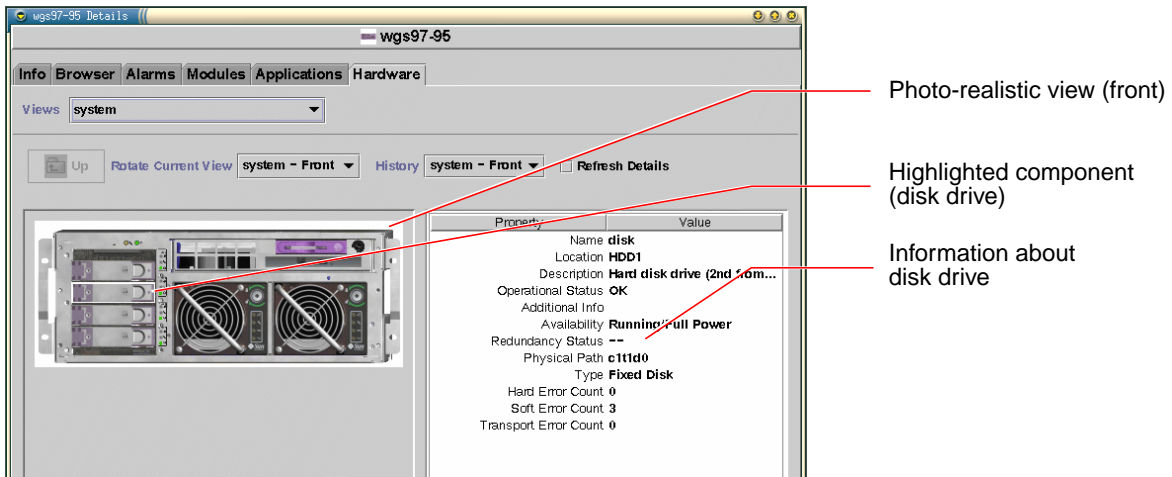 wgs97-95 Details
wgs97-95
Info Browser Alarms Modules Applications Hardware
Views system
Up Rotate Current View system - Front History system - Front Refresh Details
Property Value
Name disk
Location HDD1
Description Hard disk drive (2nd from...
Operational Status OK
Additional Info
Availability Running/Full Power
Redundancy Status --
Physical Path c1t1d0
Type Fixed Disk
Hard Error Count 0
Soft Error Count 3
Transport Error Count 0
Photo-realistic view (front)
Highlighted component
(disk drive)
Information about
disk drive